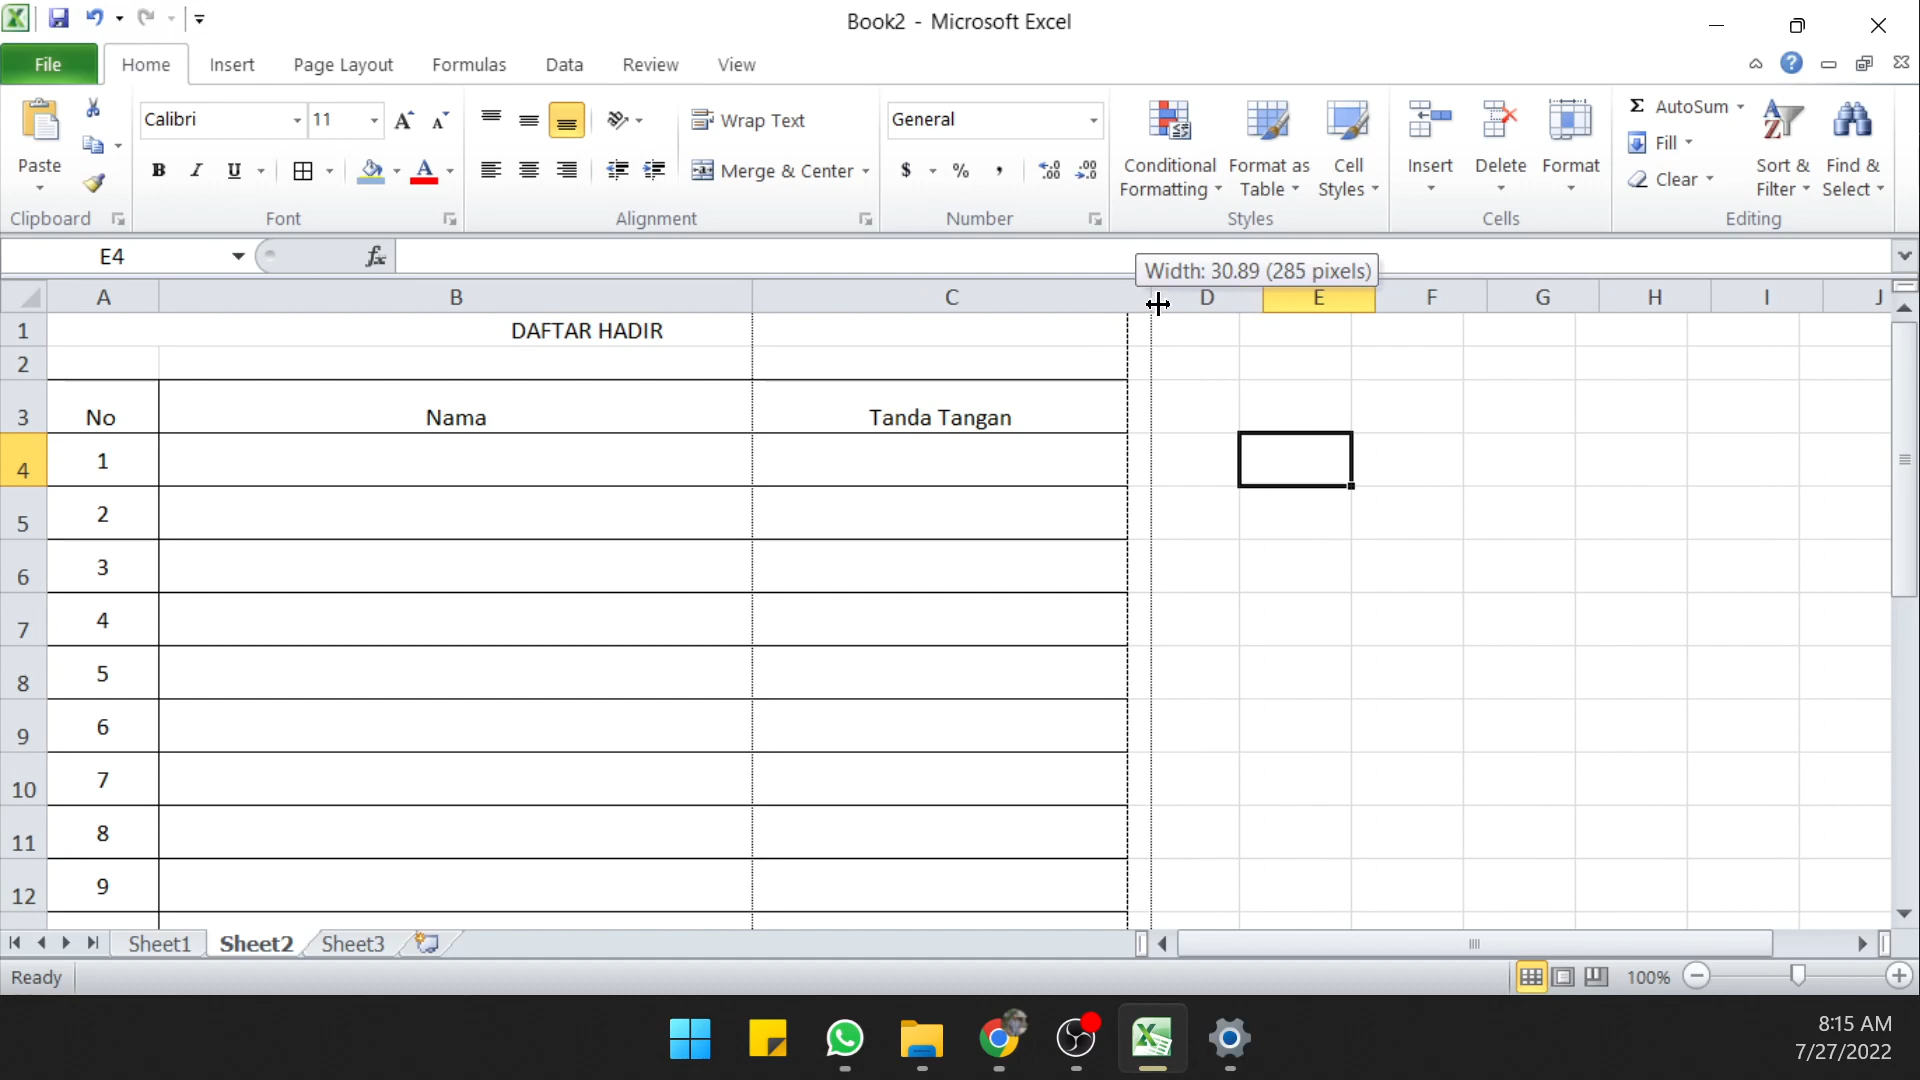 Book2 - Microsoft Excel
File Home Insert Page Layout Formulas Data Review View
Paste
Clipboard
Calibri 11
B I U A
Font
Wrap Text
Merge & Center
Alignment
General
$ % ,
Number
Conditional Formatting
Format as Table
Cell Styles
Styles
Insert
Delete
Format
Cells
Σ AutoSum
Fill
Clear
Sort & Filter
Find & Select
Editing
E4 fx
Width: 30.89 (285 pixels)
A B C D E F G H I J
1 DAFTAR HADIR
2
3 No Nama Tanda Tangan
4 1
5 2
6 3
7 4
8 5
9 6
10 7
11 8
12 9
Sheet1 Sheet2 Sheet3
Ready 100%
8:15 AM
7/27/2022